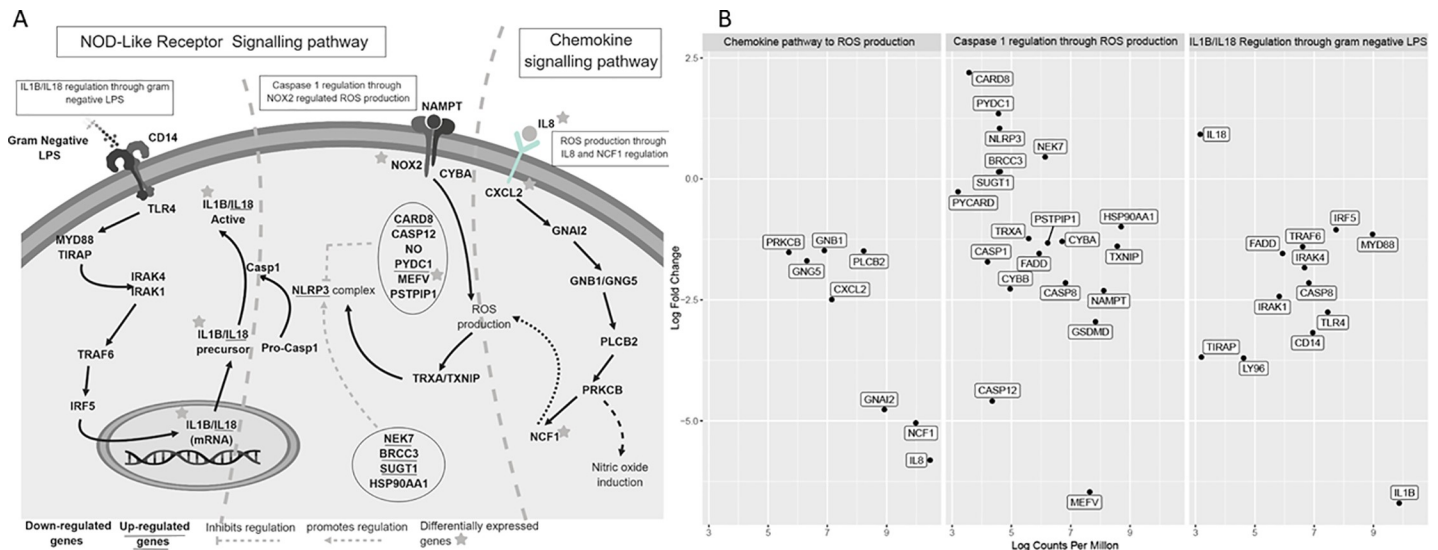 A
NOD-Like Receptor Signalling pathway
Chemokine
signalling pathway
IL1B/IL18 regulation through gram
negative LPS
Caspase 1 regulation through
NOX2 regulated ROS production
NAMPT
IL8
ROS production through
IL8 and NCF1 regulation
Gram Negative
LPS
CD14
NOX2
CYBA
CXCL2
TLR4
IL1B/IL18
Active
MYD88
TIRAP
IRAK4
IRAK1
Casp1
CARD8
CASP12
NO
PYDC1
MEFV
PSTPIP1
GNAI2
GNB1/GNG5
NLRP3 complex
ROS
production
IL1B/IL18
precursor
Pro-Casp1
TRAF6
TRXA/TXNIP
PLCB2
PRKCB
IRF5
IL1B/IL18
(mRNA)
NCF1
NEK7
BRCC3
SUGT1
HSP90AA1
Nitric oxide
induction
Down-regulated
genes
Up-regulated
genes
Inhibits regulation
promotes regulation
Differentially expressed
genes
B
Chemokine pathway to ROS production
Caspase 1 regulation through ROS production
IL1B/IL18 Regulation through gram negative LPS
2.5
0.0
-2.5
-5.0
Log Fold Change
PRKCB
GNB1
GNG5
PLCB2
CXCL2
GNAI2
NCF1
IL8
CARD8
PYDC1
NLRP3
NEK7
BRCC3
SUGT1
PYCARD
PSTPIP1
HSP90AA1
TRXA
CYBA
CASP1
FADD
TXNIP
CYBB
CASP8
NAMPT
GSDMD
CASP12
MEFV
IL18
IRF5
TRAF6
MYD88
FADD
IRAK4
CASP8
IRAK1
TLR4
CD14
TIRAP
LY96
IL1B
3 5 7 9
3 5 7 9
3 5 7 9
Log Counts Per Millon